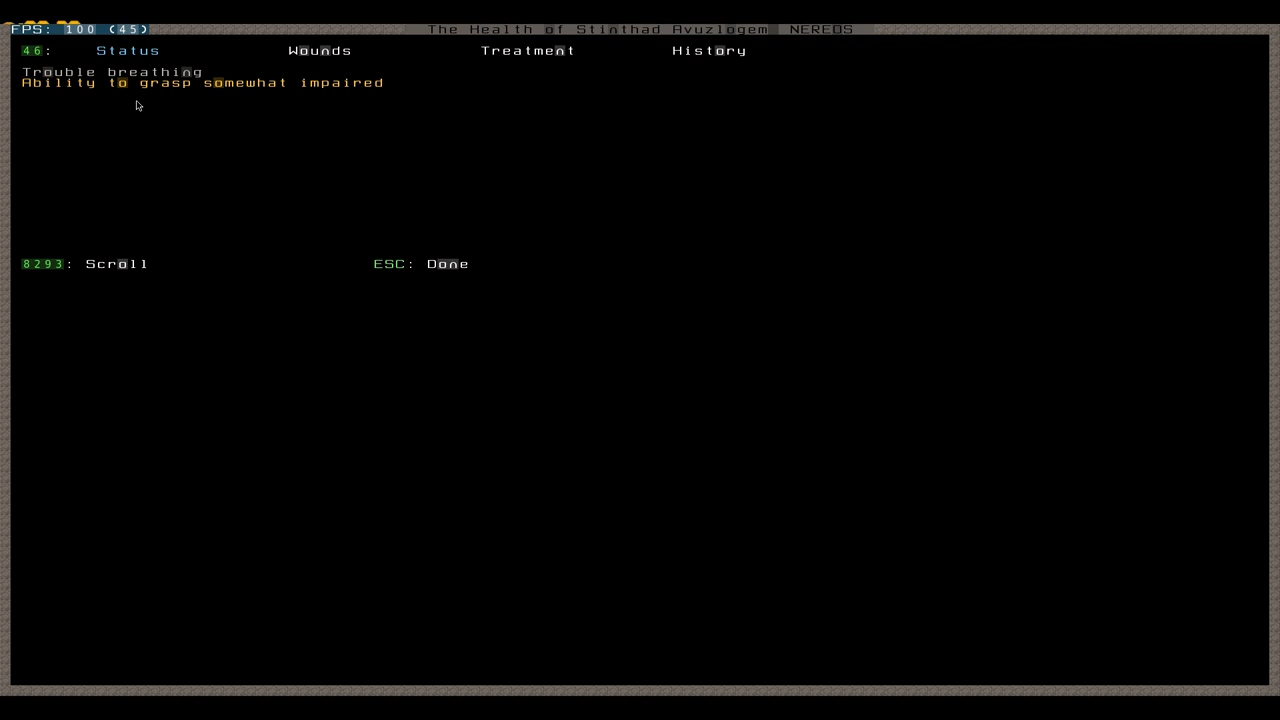 FPS: 100 (45) The Health of Stinthad Avuzlogem NEREOS
46: Status Wounds Treatment History
Trouble breathing
Ability to grasp somewhat impaired
8293: Scroll ESC: Done